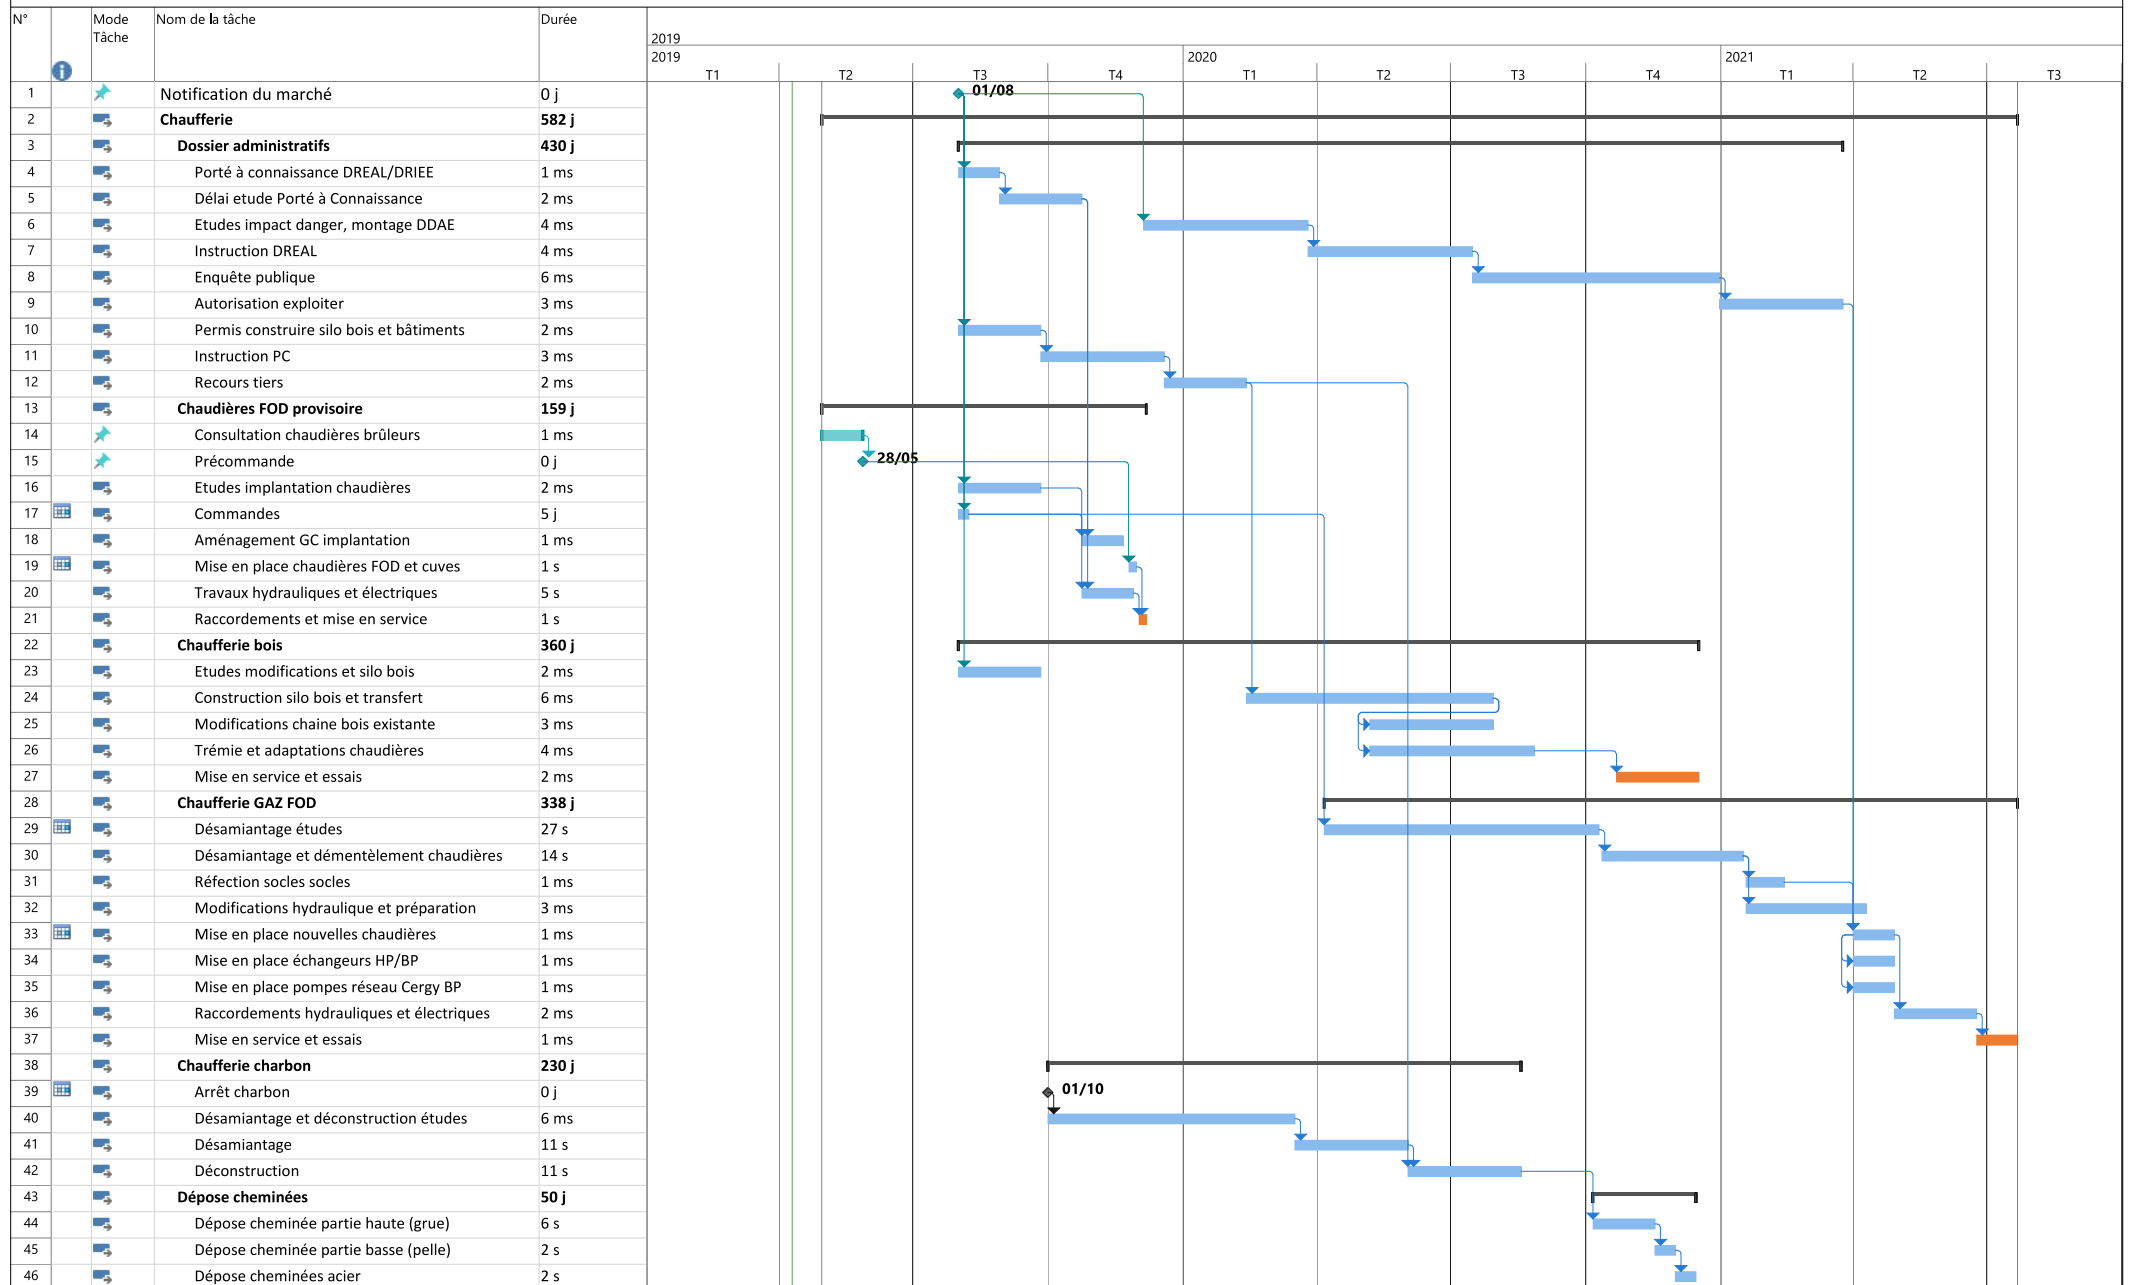 N° Mode Tâche Nom de la tâche Durée
2019
2019 2020 2021
T1 T2 T3 T4 T1 T2 T3 T4 T1 T2 T3
1 Notification du marché 0 j 01/08
2 Chaufferie 582 j
3 Dossier administratifs 430 j
4 Porté à connaissance DREAL/DRIEE 1 ms
5 Délai etude Porté à Connaissance 2 ms
6 Etudes impact danger, montage DDAE 4 ms
7 Instruction DREAL 4 ms
8 Enquête publique 6 ms
9 Autorisation exploiter 3 ms
10 Permis construire silo bois et bâtiments 2 ms
11 Instruction PC 3 ms
12 Recours tiers 2 ms
13 Chaudières FOD provisoire 159 j
14 Consultation chaudières brûleurs 1 ms
15 Précommande 0 j 28/05
16 Etudes implantation chaudières 2 ms
17 Commandes 5 j
18 Aménagement GC implantation 1 ms
19 Mise en place chaudières FOD et cuves 1 s
20 Travaux hydrauliques et électriques 5 s
21 Raccordements et mise en service 1 s
22 Chaufferie bois 360 j
23 Etudes modifications et silo bois 2 ms
24 Construction silo bois et transfert 6 ms
25 Modifications chaine bois existante 3 ms
26 Trémie et adaptations chaudières 4 ms
27 Mise en service et essais 2 ms
28 Chaufferie GAZ FOD 338 j
29 Désamiantage études 27 s
30 Désamiantage et démentèlement chaudières 14 s
31 Réfection socles socles 1 ms
32 Modifications hydraulique et préparation 3 ms
33 Mise en place nouvelles chaudières 1 ms
34 Mise en place échangeurs HP/BP 1 ms
35 Mise en place pompes réseau Cergy BP 1 ms
36 Raccordements hydrauliques et électriques 2 ms
37 Mise en service et essais 1 ms
38 Chaufferie charbon 230 j
39 Arrêt charbon 0 j 01/10
40 Désamiantage et déconstruction études 6 ms
41 Désamiantage 11 s
42 Déconstruction 11 s
43 Dépose cheminées 50 j
44 Dépose cheminée partie haute (grue) 6 s
45 Dépose cheminée partie basse (pelle) 2 s
46 Dépose cheminées acier 2 s